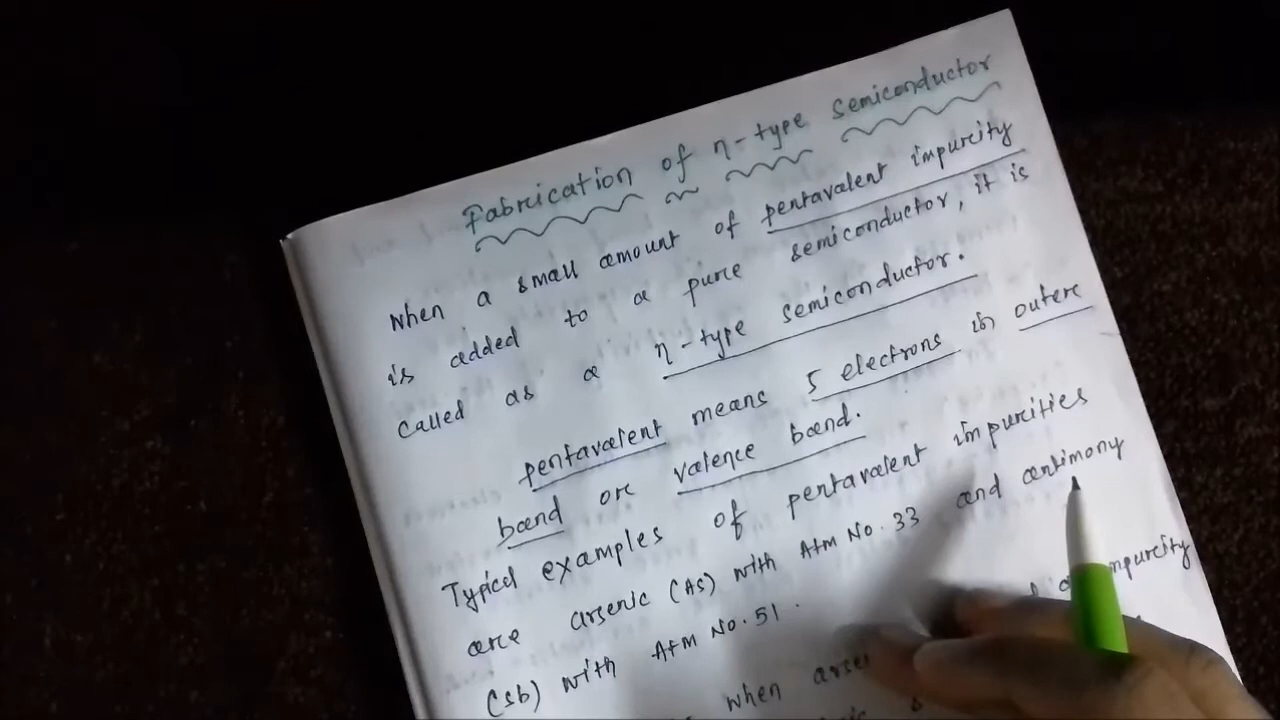 Fabrication of n-type semiconductor
when a small amount of pentavalent impurity
is added to a pure semiconductor, it is
called as a n-type semiconductor.
pentavalent means 5 electrons in outer
band or valence band.
Typical examples of pentavalent impurities
are arsenic (As) with Atm No. 33 and antimony
(sb) with Atm No. 51.
when impurity